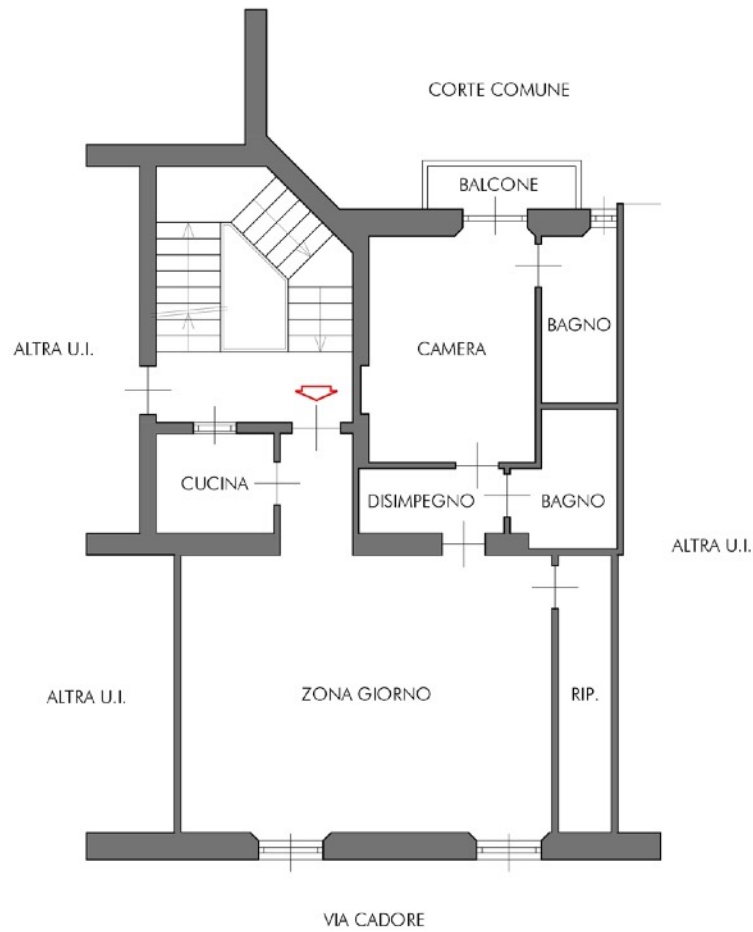 CORTE COMUNE
BALCONE
BAGNO
ALTRA U.I.
CAMERA
CUCINA
DISIMPEGNO
BAGNO
ALTRA U.I.
ALTRA U.I.
ZONA GIORNO
RIP.
VIA CADORE